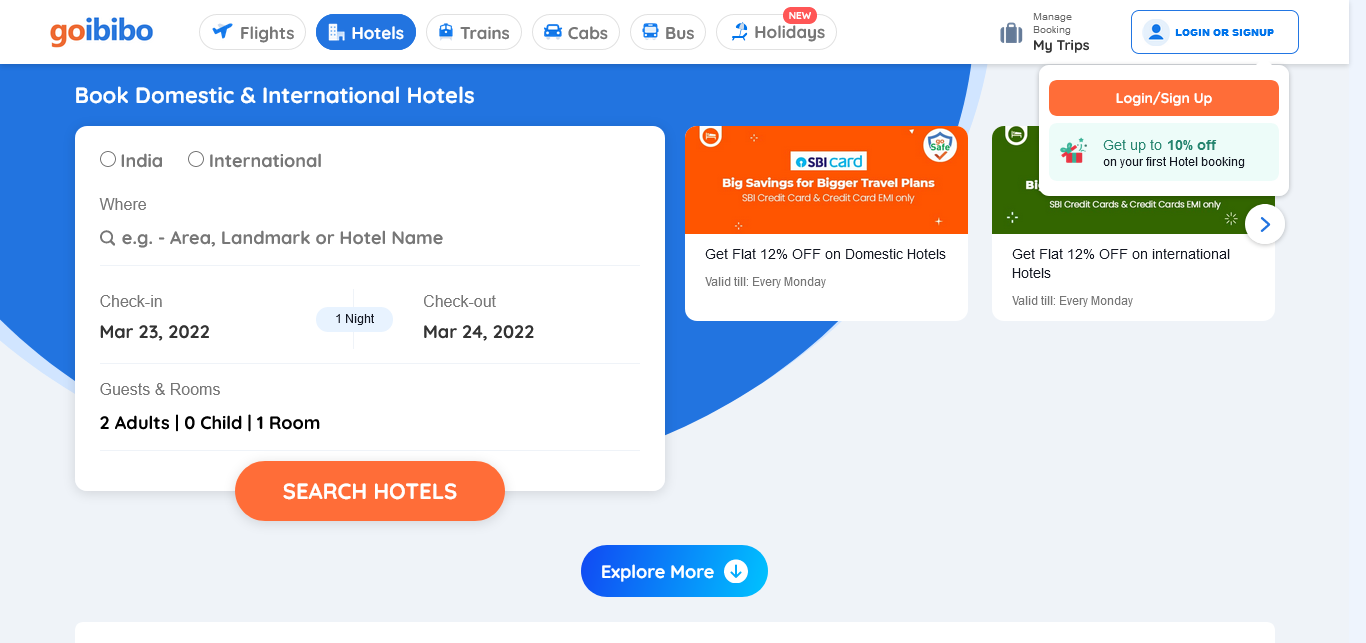 goibibo
Flights
Hotels
Trains
Cabs
Bus
NEW
Holidays
Manage
Booking
My Trips
LOGIN OR SIGNUP
Login/Sign Up
Get up to 10% off
on your first Hotel booking
Book Domestic & International Hotels
India
International
Where
e.g. - Area, Landmark or Hotel Name
Check-in
Mar 23, 2022
1 Night
Check-out
Mar 24, 2022
Guests & Rooms
2 Adults | 0 Child | 1 Room
SEARCH HOTELS
go
Safe
SBI card
Big Savings for Bigger Travel Plans
SBI Credit Card & Credit Card EMI only
Get Flat 12% OFF on Domestic Hotels
Valid till: Every Monday
SBI Credit Cards & Credit Cards EMI only
Get Flat 12% OFF on international
Hotels
Valid till: Every Monday
Explore More